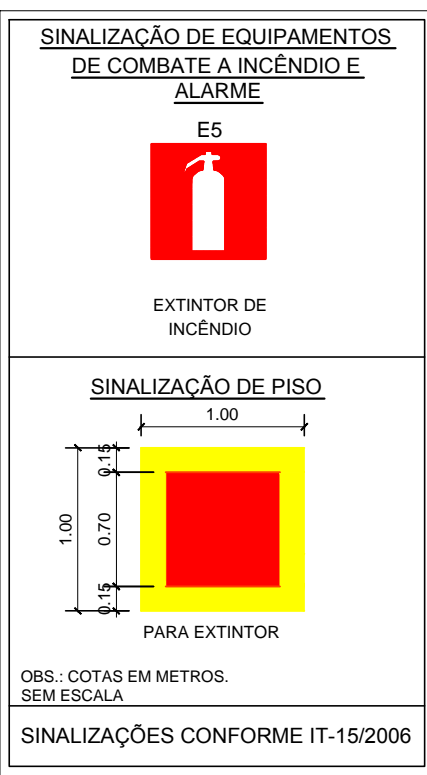 SINALIZAÇÃO DE EQUIPAMENTOS
DE COMBATE A INCÊNDIO E
ALARME
E5
EXTINTOR DE
INCÊNDIO
SINALIZAÇÃO DE PISO
1.00
0.15
1.00
0.70
0.15
PARA EXTINTOR
OBS.: COTAS EM METROS.
SEM ESCALA
SINALIZAÇÕES CONFORME IT-15/2006